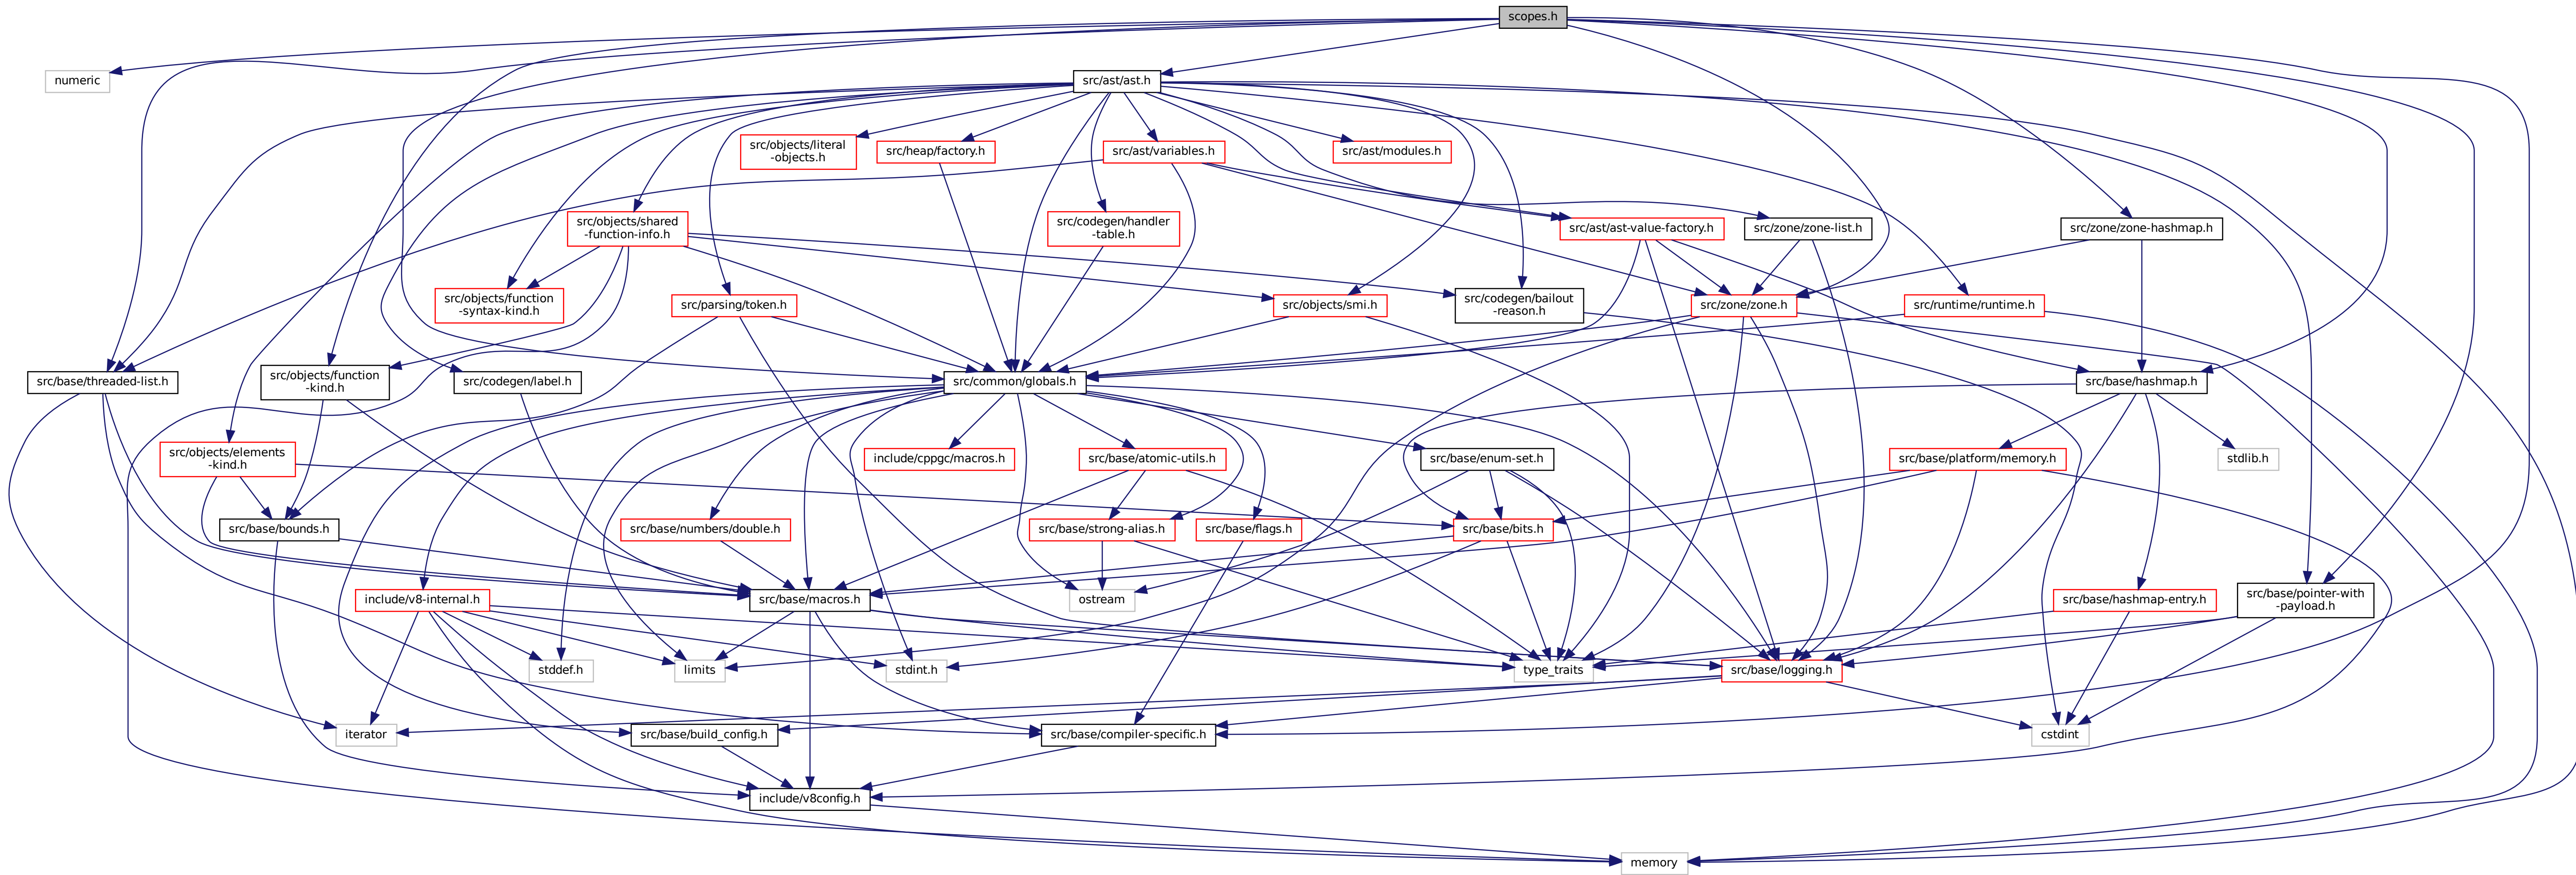 scopes.h
numeric
src/ast/ast.h
src/objects/literal
-objects.h
src/heap/factory.h
src/ast/variables.h
src/ast/modules.h
src/objects/shared
-function-info.h
src/codegen/handler
-table.h
src/ast/ast-value-factory.h
src/zone/zone-list.h
src/zone/zone-hashmap.h
src/objects/function
-syntax-kind.h
src/parsing/token.h
src/objects/smi.h
src/codegen/bailout
-reason.h
src/zone/zone.h
src/runtime/runtime.h
src/base/threaded-list.h
src/objects/function
-kind.h
src/codegen/label.h
src/common/globals.h
src/base/hashmap.h
src/objects/elements
-kind.h
include/cppgc/macros.h
src/base/atomic-utils.h
src/base/enum-set.h
src/base/platform/memory.h
stdlib.h
src/base/bounds.h
src/base/numbers/double.h
src/base/strong-alias.h
src/base/flags.h
src/base/bits.h
include/v8-internal.h
src/base/macros.h
ostream
src/base/hashmap-entry.h
src/base/pointer-with
-payload.h
stddef.h
limits
stdint.h
type_traits
src/base/logging.h
iterator
src/base/build_config.h
src/base/compiler-specific.h
cstdint
include/v8config.h
memory